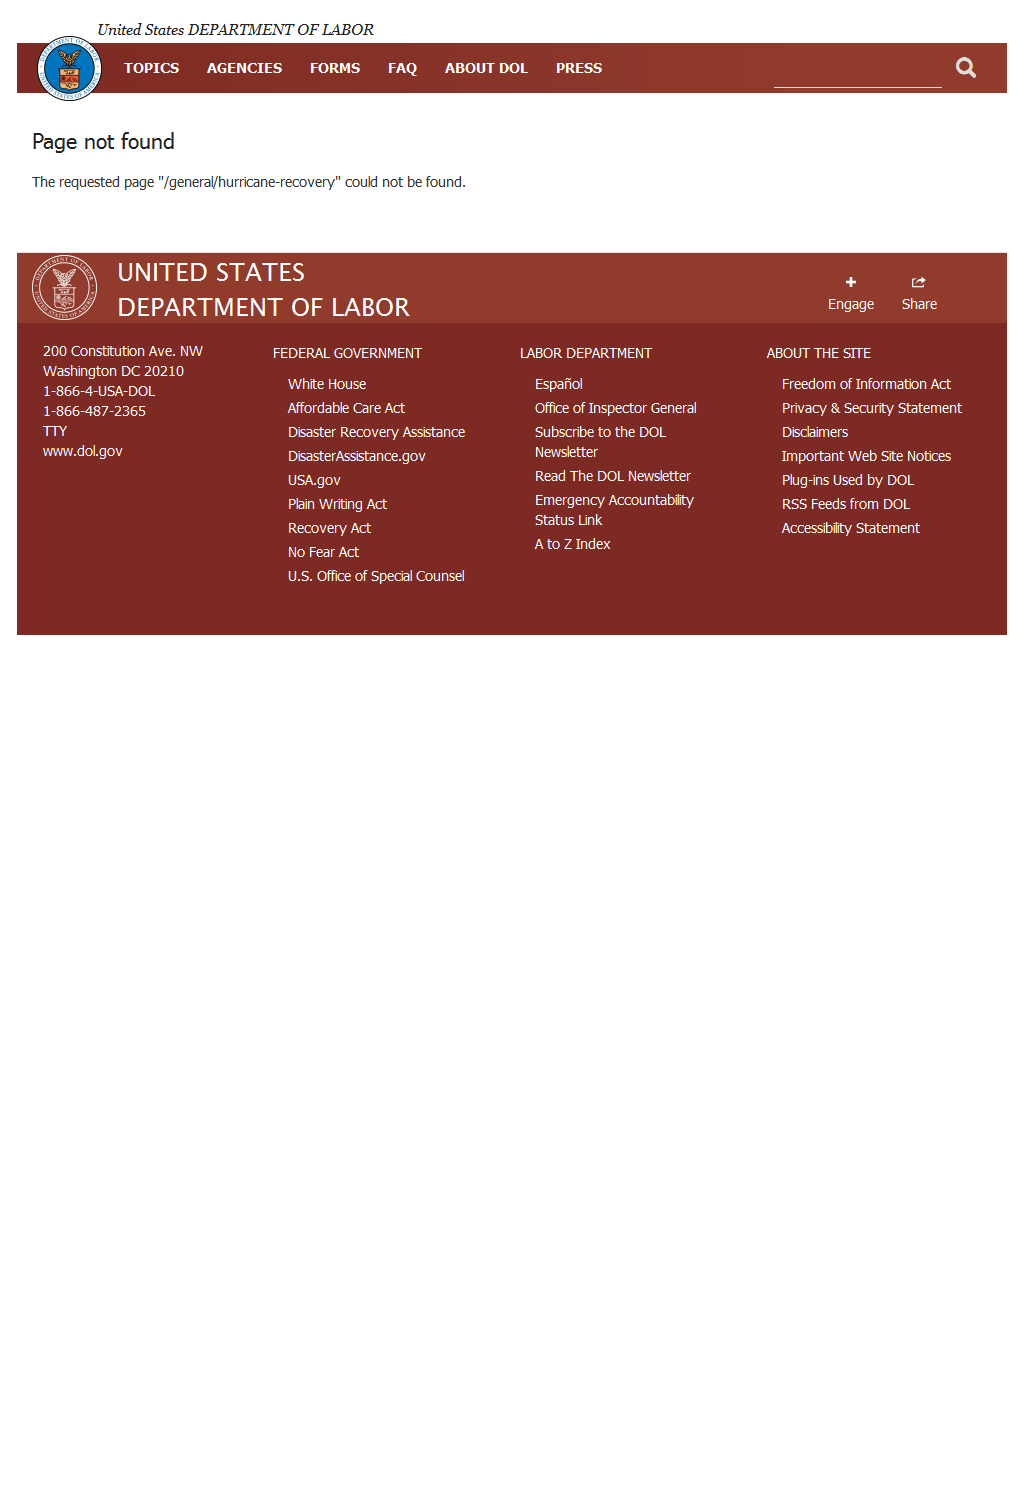 United States DEPARTMENT OF LABOR
TOPICS AGENCIES FORMS FAQ ABOUT DOL PRESS
Page not found
The requested page "/general/hurricane-recovery" could not be found.
UNITED STATES
DEPARTMENT OF LABOR
Engage Share
200 Constitution Ave. NW
Washington DC 20210
1-866-4-USA-DOL
1-866-487-2365
TTY
www.dol.gov
FEDERAL GOVERNMENT
White House
Affordable Care Act
Disaster Recovery Assistance
DisasterAssistance.gov
USA.gov
Plain Writing Act
Recovery Act
No Fear Act
U.S. Office of Special Counsel
LABOR DEPARTMENT
Español
Office of Inspector General
Subscribe to the DOL
Newsletter
Read The DOL Newsletter
Emergency Accountability
Status Link
A to Z Index
ABOUT THE SITE
Freedom of Information Act
Privacy & Security Statement
Disclaimers
Important Web Site Notices
Plug-ins Used by DOL
RSS Feeds from DOL
Accessibility Statement